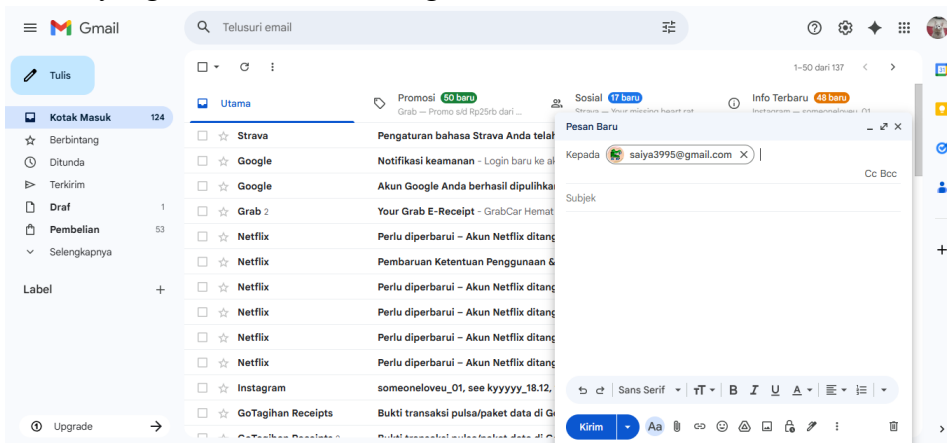 Gmail
Telusuri email
Tulis
1–50 dari 137
Kotak Masuk 124
Berbintang
Ditunda
Terkirim
Draf 1
Pembelian 53
Selengkapnya
Label
Upgrade
Utama
Promosi 50 baru
Grab — Promo s/d Rp25rb dari ...
Sosial 17 baru
Strava — Your missing heart rat...
Info Terbaru 48 baru
Instagram — someoneloveu_01
Strava Pengaturan bahasa Strava Anda telah
Google Notifikasi keamanan - Login baru ke
Google Akun Google Anda berhasil dipulihka
Grab 2 Your Grab E-Receipt - GrabCar Hemat
Netflix Perlu diperbarui – Akun Netflix ditang
Netflix Pembaruan Ketentuan Penggunaan &
Netflix Perlu diperbarui – Akun Netflix ditang
Netflix Perlu diperbarui – Akun Netflix ditang
Netflix Perlu diperbarui – Akun Netflix ditang
Netflix Perlu diperbarui – Akun Netflix ditang
Instagram someoneloveu_01, see kyyyyy_18.12,
GoTagihan Receipts Bukti transaksi pulsa/paket data di G
Pesan Baru
Kepada saiya3995@gmail.com
Cc Bcc
Subjek
Sans Serif
B I U A
Kirim
Aa
31